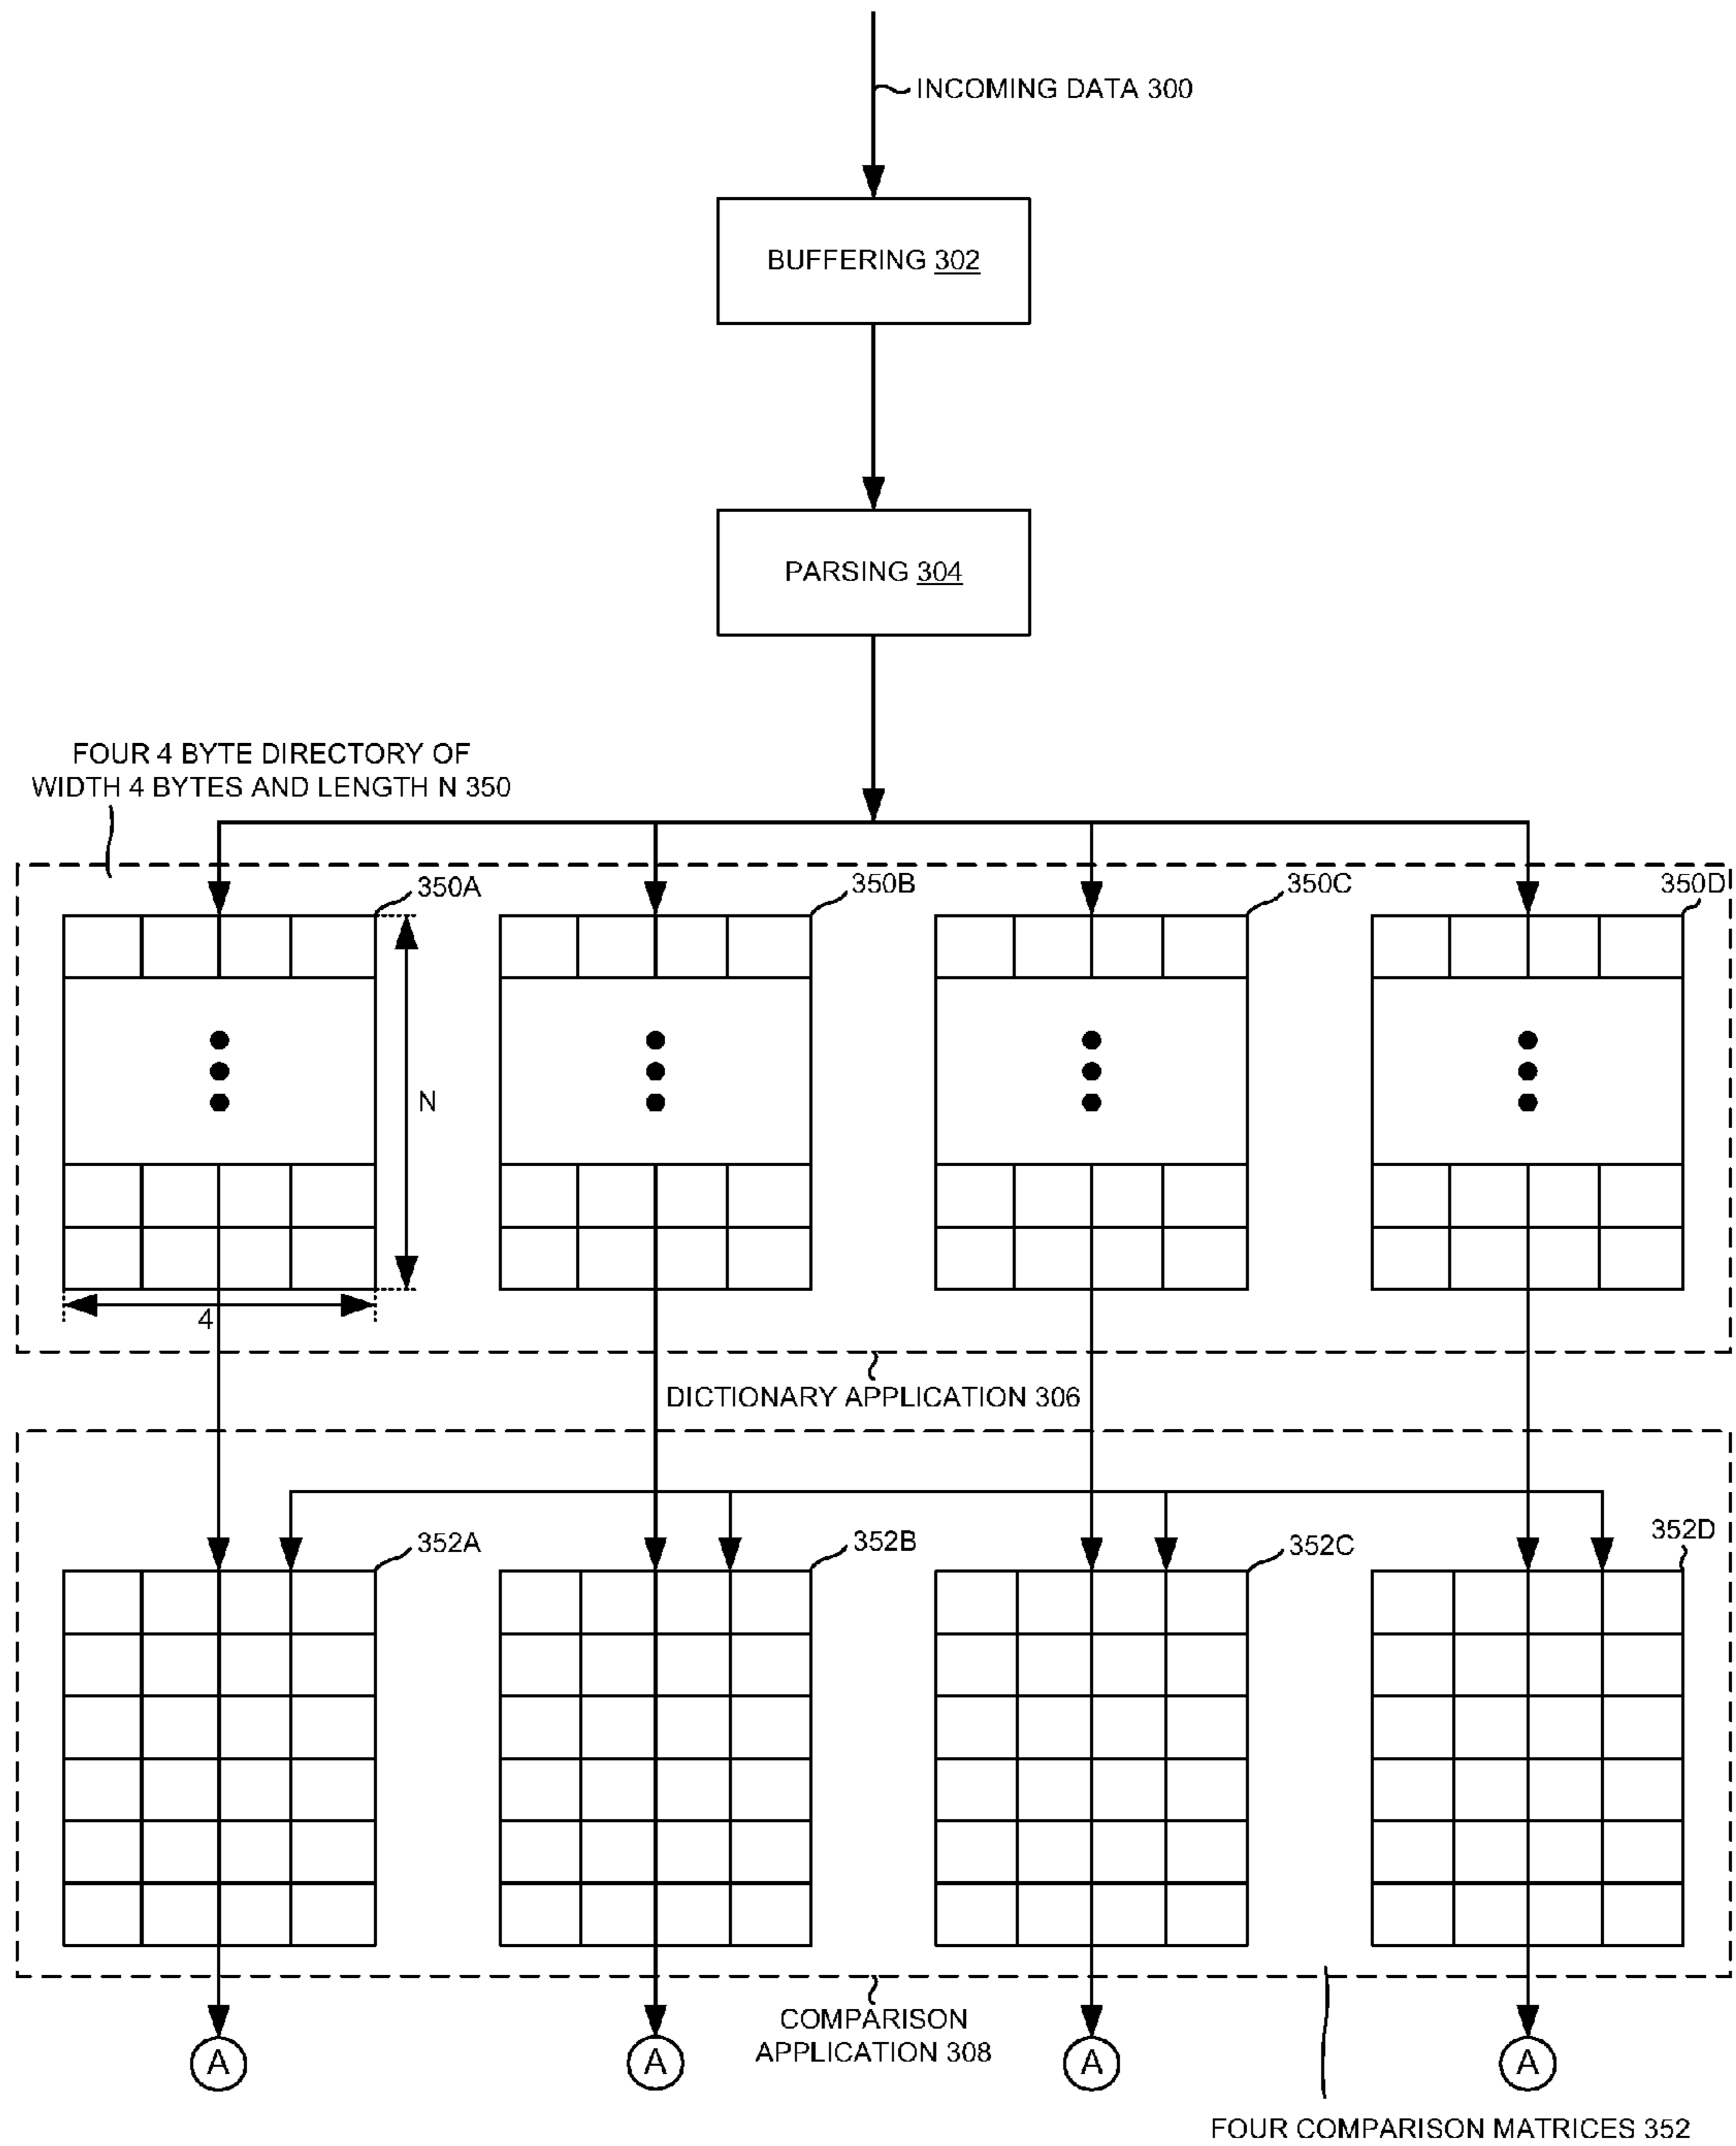 INCOMING DATA 300
BUFFERING 302
PARSING 304
FOUR 4 BYTE DIRECTORY OF
WIDTH 4 BYTES AND LENGTH N 350
350A
350B
350C
350D
N
4
DICTIONARY APPLICATION 306
352A
352B
352C
352D
COMPARISON
APPLICATION 308
A
A
A
A
FOUR COMPARISON MATRICES 352